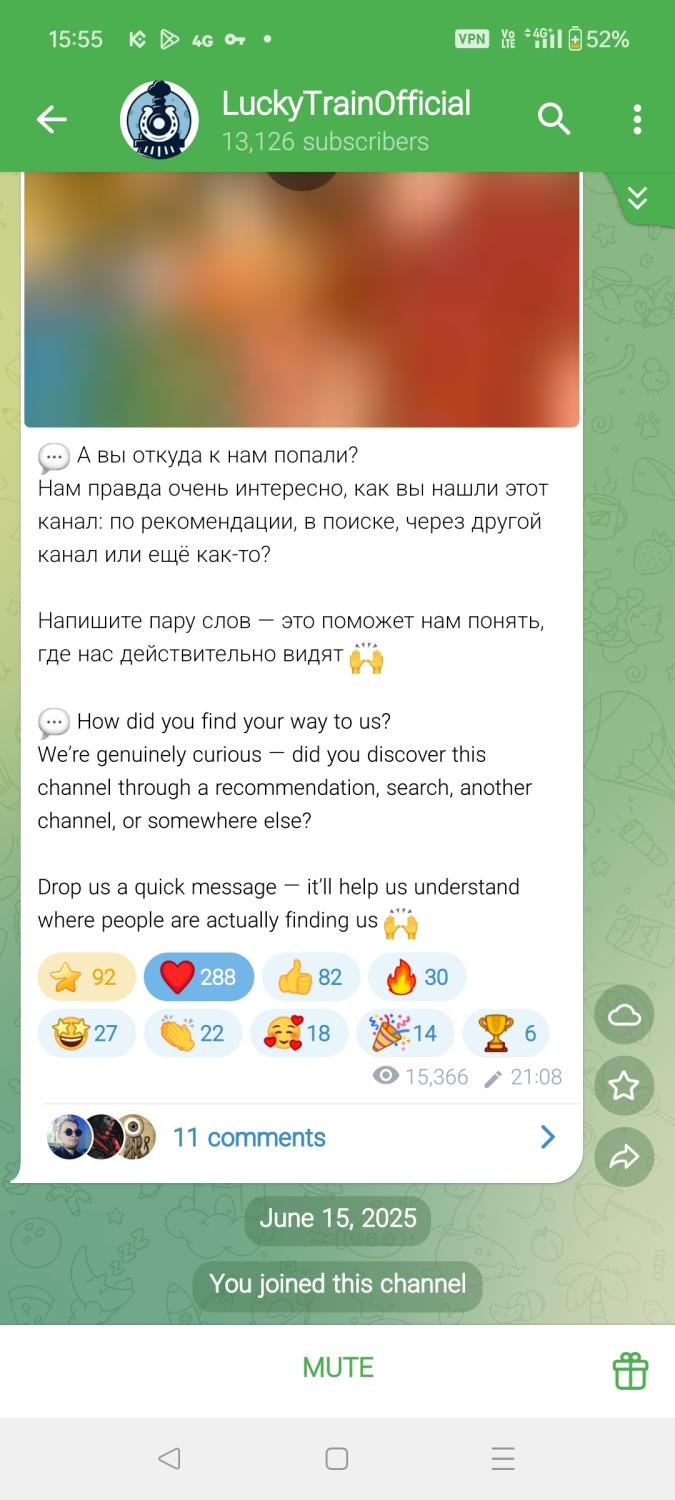 15:55 4G VPN Vo LTE 4G+ 52%
LuckyTrainOfficial
13,126 subscribers
💬 А вы откуда к нам попали?
Нам правда очень интересно, как вы нашли этот
канал: по рекомендации, в поиске, через другой
канал или ещё как-то?
Напишите пару слов — это поможет нам понять,
где нас действительно видят 🙌
💬 How did you find your way to us?
We’re genuinely curious — did you discover this
channel through a recommendation, search, another
channel, or somewhere else?
Drop us a quick message — it’ll help us understand
where people are actually finding us 🙌
⭐ 92 ❤️ 288 👍 82 🔥 30
🤩 27 👏 22 🥰 18 🎉 14 🏆 6
15,366 21:08
11 comments
June 15, 2025
You joined this channel
MUTE